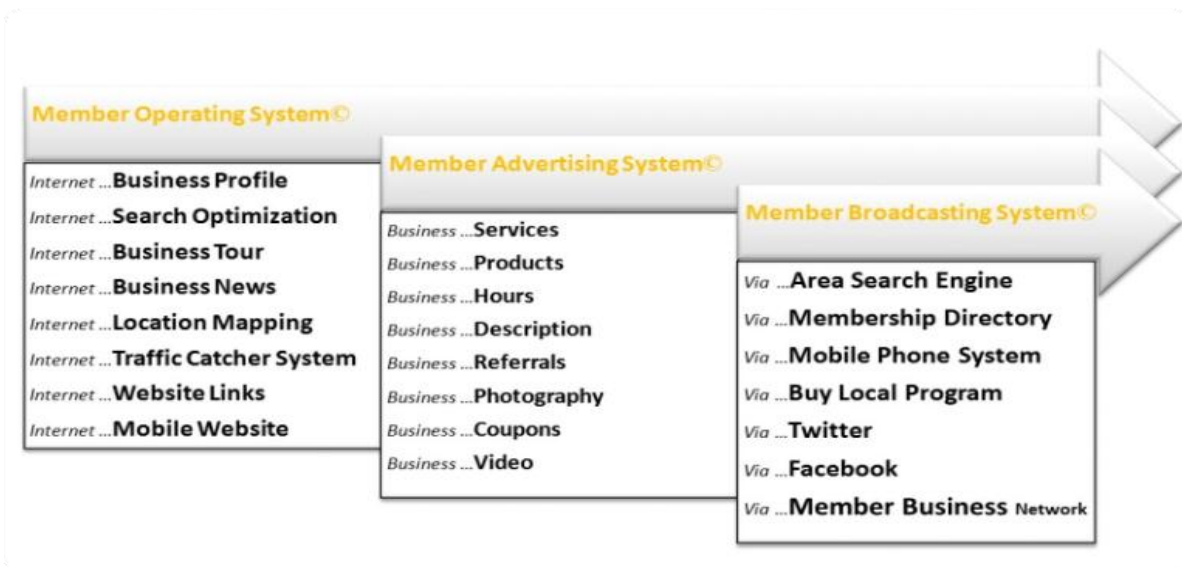 Member Operating System©
Internet ...Business Profile
Internet ...Search Optimization
Internet ...Business Tour
Internet ...Business News
Internet ...Location Mapping
Internet ...Traffic Catcher System
Internet ...Website Links
Internet ...Mobile Website
Member Advertising System©
Business ...Services
Business ...Products
Business ...Hours
Business ...Description
Business ...Referrals
Business ...Photography
Business ...Coupons
Business ...Video
Member Broadcasting System©
Via ...Area Search Engine
Via ...Membership Directory
Via ...Mobile Phone System
Via ...Buy Local Program
Via ...Twitter
Via ...Facebook
Via ...Member Business Network